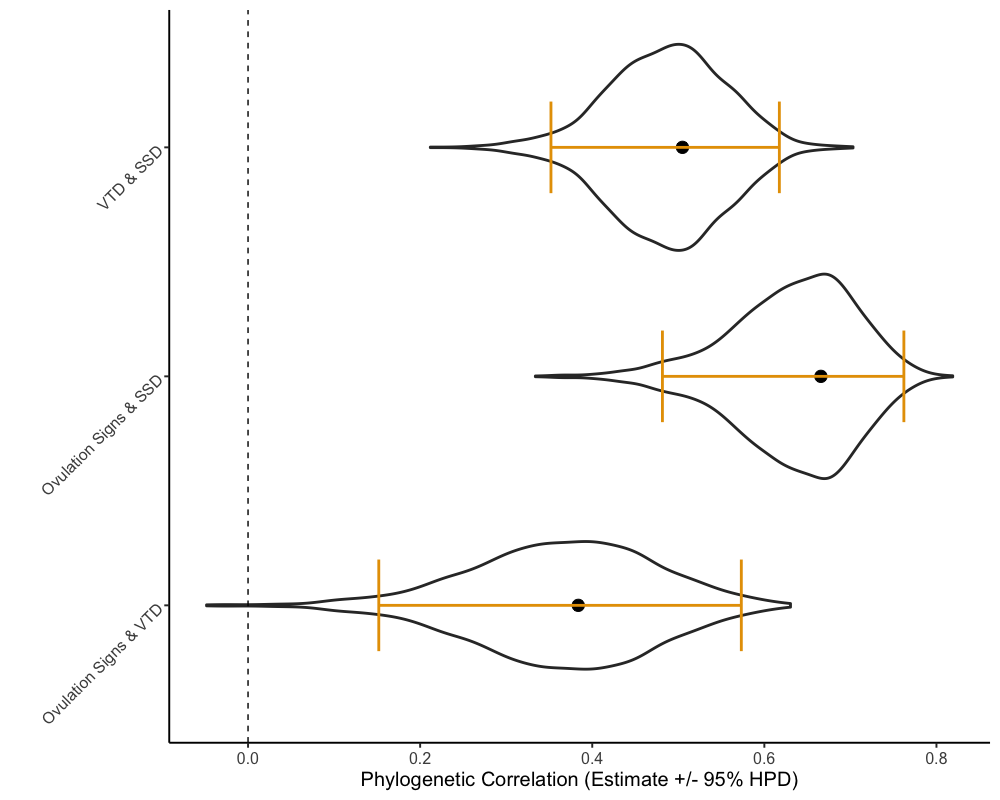 VTD & SSD
Ovulation Signs & SSD
Ovulation Signs & VTD
0.0 0.2 0.4 0.6 0.8
Phylogenetic Correlation (Estimate +/- 95% HPD)